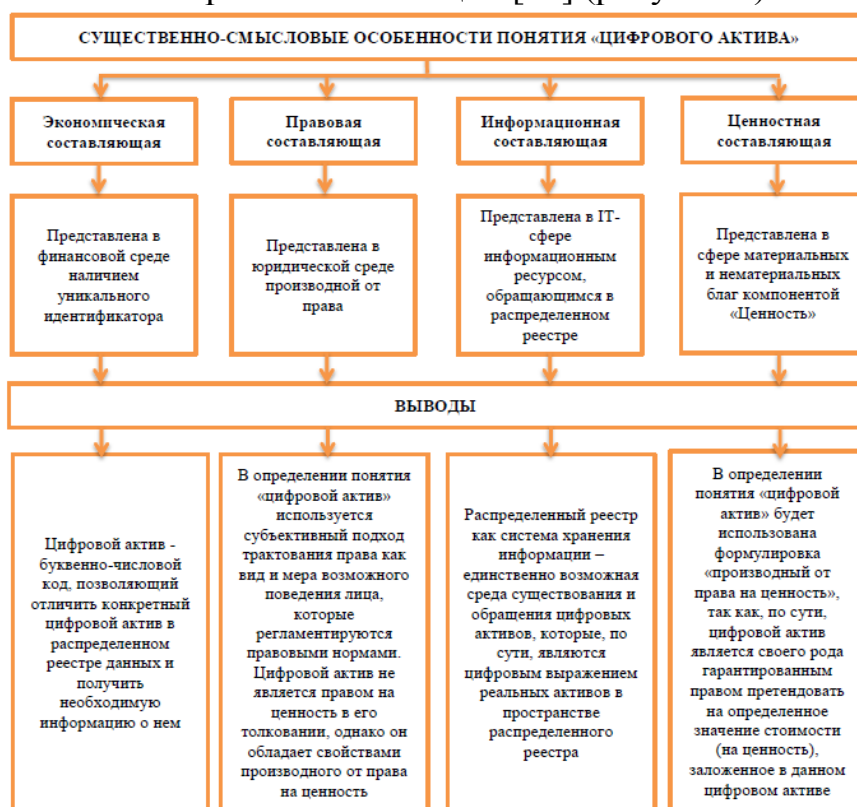 СУЩЕСТВЕННО-СМЫСЛОВЫЕ ОСОБЕННОСТИ ПОНЯТИЯ «ЦИФРОВОГО АКТИВА»
Экономическая
составляющая
Правовая
составляющая
Информационная
составляющая
Ценностная
составляющая
Представлена в
финансовой среде
наличием
уникального
идентификатора
Представлена в
юридической среде
производной от
права
Представлена в IT-
сфере
информационным
ресурсом,
обращающимся в
распределенном
реестре
Представлена в
сфере материальных
и нематериальных
благ компонентой
«Ценность»
ВЫВОДЫ
Цифровой актив -
буквенно-числовой
код, позволяющий
отличить конкретный
цифровой актив в
распределенном
реестре данных и
получить
необходимую
информацию о нем
В определении понятия
«цифровой актив»
используется
субъективный подход
трактования права как
вид и мера возможного
поведения лица,
которые
регламентируются
правовыми нормами.
Цифровой актив не
является правом на
ценность в его
толковании, однако он
обладает свойствами
производного от права
на ценность
Распределенный реестр
как система хранения
информации –
единственно возможная
среда существования и
обращения цифровых
активов, которые, по
сути, являются
цифровым выражением
реальных активов в
пространстве
распределенного
реестра
В определении
понятия «цифровой
актив» будет
использована
формулировка
«производный от
права на ценность»,
так как, по сути,
цифровой актив
является своего рода
гарантированным
правом претендовать
на определенное
значение стоимости
(на ценность),
заложенное в данном
цифровом активе